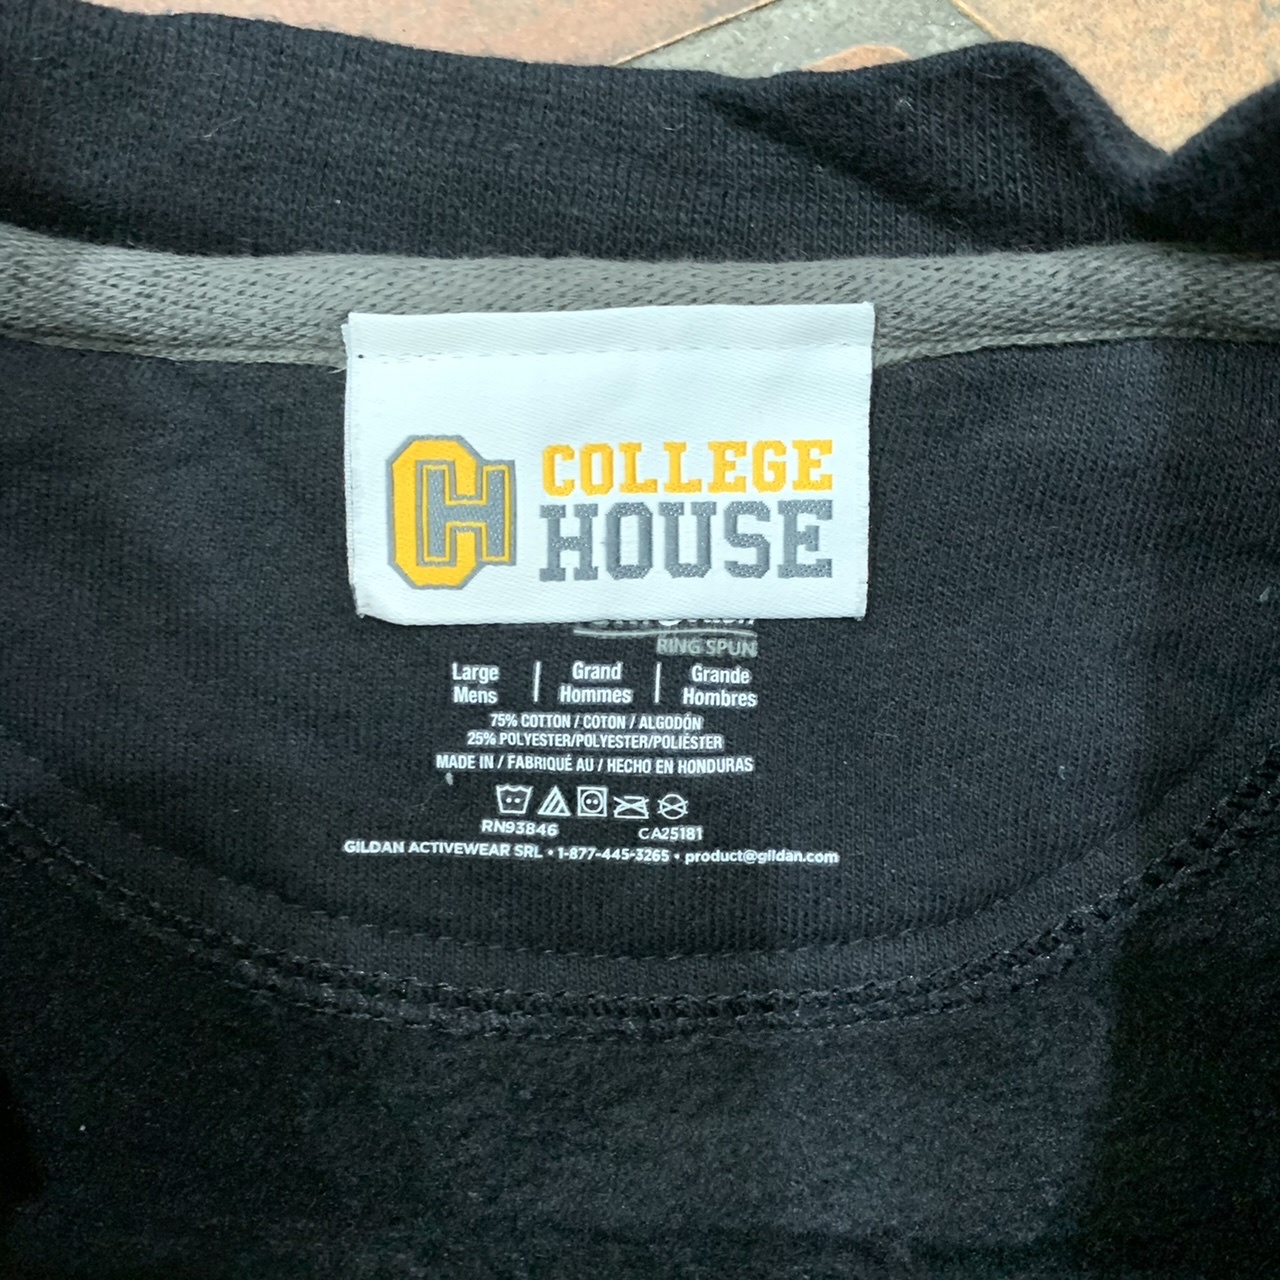 CH
COLLEGE
HOUSE
RING SPUN
Large Mens | Grand Hommes | Grande Hombres
75% COTTON / COTON / ALGODÓN
25% POLYESTER/POLYESTER/POLIÉSTER
MADE IN / FABRIQUÉ AU / HECHO EN HONDURAS
RN93846 CA25181
GILDAN ACTIVEWEAR SRL • 1-877-445-3265 • product@gildan.com